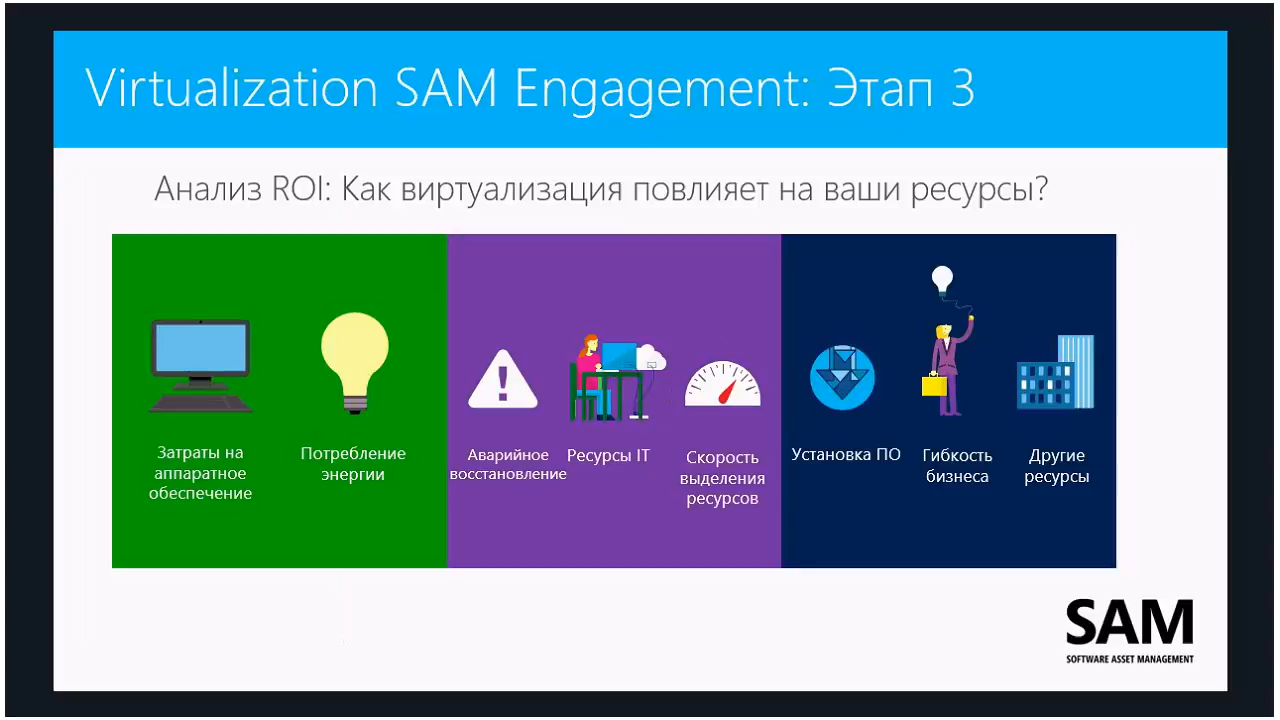 Virtualization SAM Engagement: Этап 3
Анализ ROI: Как виртуализация повлияет на ваши ресурсы?
Затраты на
аппаратное
обеспечение
Потребление
энергии
Аварийное
восстановление
Ресурсы IT
Скорость
выделения
ресурсов
Установка ПО
Гибкость
бизнеса
Другие
ресурсы
SAM
SOFTWARE ASSET MANAGEMENT